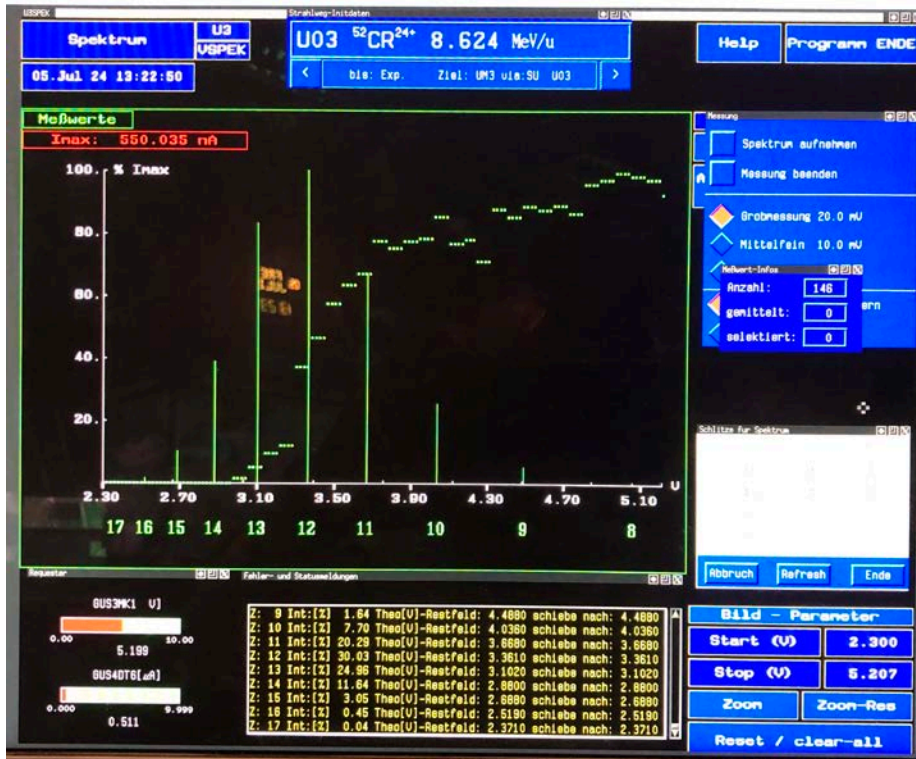 U3SPEK
Strahlweg-Initdaten
Spektrum
U3
VSPEK
05.Jul 24 13:22:50
U03 52CR24+ 8.624 MeV/u
< bis: Exp. Ziel: UM3 via:SU U03 >
Help
Programm ENDE
Meßwerte
Imax: 550.035 nA
100. % Imax
80.
60.
40.
20.
2.30 2.70 3.10 3.50 3.90 4.30 4.70 5.10 U
17 16 15 14 13 12 11 10 9 8
Messung
Spektrum aufnehmen
Messung beenden
A
Grobmessung 20.0 mV
Mittelfein 10.0 mV
Meßwert-Infos
Anzahl: 146
gemittelt: 0
selektiert: 0
ern
Schlitze für Spektrum
Abbruch
Refresh
Ende
Requester
GUS3MK1 V]
0.00 10.00
5.199
GUS4DT6[µA]
0.000 9.999
0.511
Fehler- und Statusmeldungen
Z: 9 Int:[%] 1.64 Theo[V]-Restfeld: 4.4880 schiebe nach: 4.4880
Z: 10 Int:[%] 7.70 Theo[V]-Restfeld: 4.0360 schiebe nach: 4.0360
Z: 11 Int:[%] 20.29 Theo[V]-Restfeld: 3.6680 schiebe nach: 3.6680
Z: 12 Int:[%] 30.03 Theo[V]-Restfeld: 3.3610 schiebe nach: 3.3610
Z: 13 Int:[%] 24.96 Theo[V]-Restfeld: 3.1020 schiebe nach: 3.1020
Z: 14 Int:[%] 11.64 Theo[V]-Restfeld: 2.8800 schiebe nach: 2.8800
Z: 15 Int:[%] 3.05 Theo[V]-Restfeld: 2.6880 schiebe nach: 2.6880
Z: 16 Int:[%] 0.45 Theo[V]-Restfeld: 2.5190 schiebe nach: 2.5190
Z: 17 Int:[%] 0.04 Theo[V]-Restfeld: 2.3710 schiebe nach: 2.3710
Bild - Parameter
Start (V) 2.300
Stop (V) 5.207
Zoom
Zoom-Res
Reset / clear-all